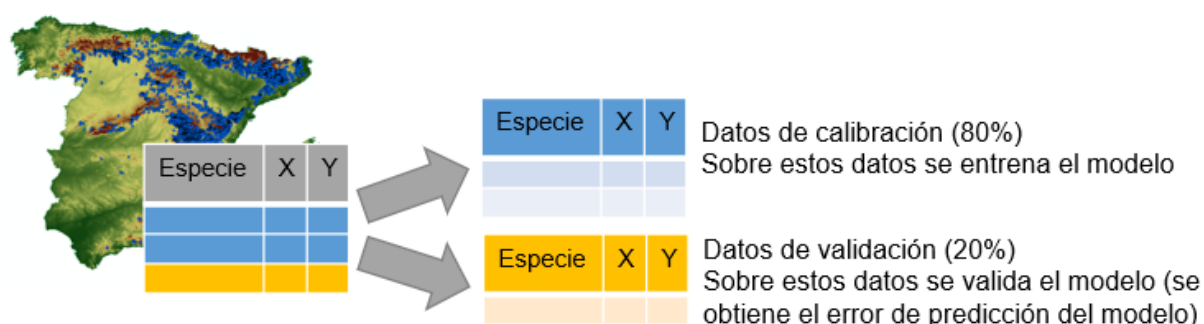 Especie X Y
Especie X Y
Datos de calibración (80%)
Sobre estos datos se entrena el modelo
Especie X Y
Datos de validación (20%)
Sobre estos datos se valida el modelo (se
obtiene el error de predicción del modelo)